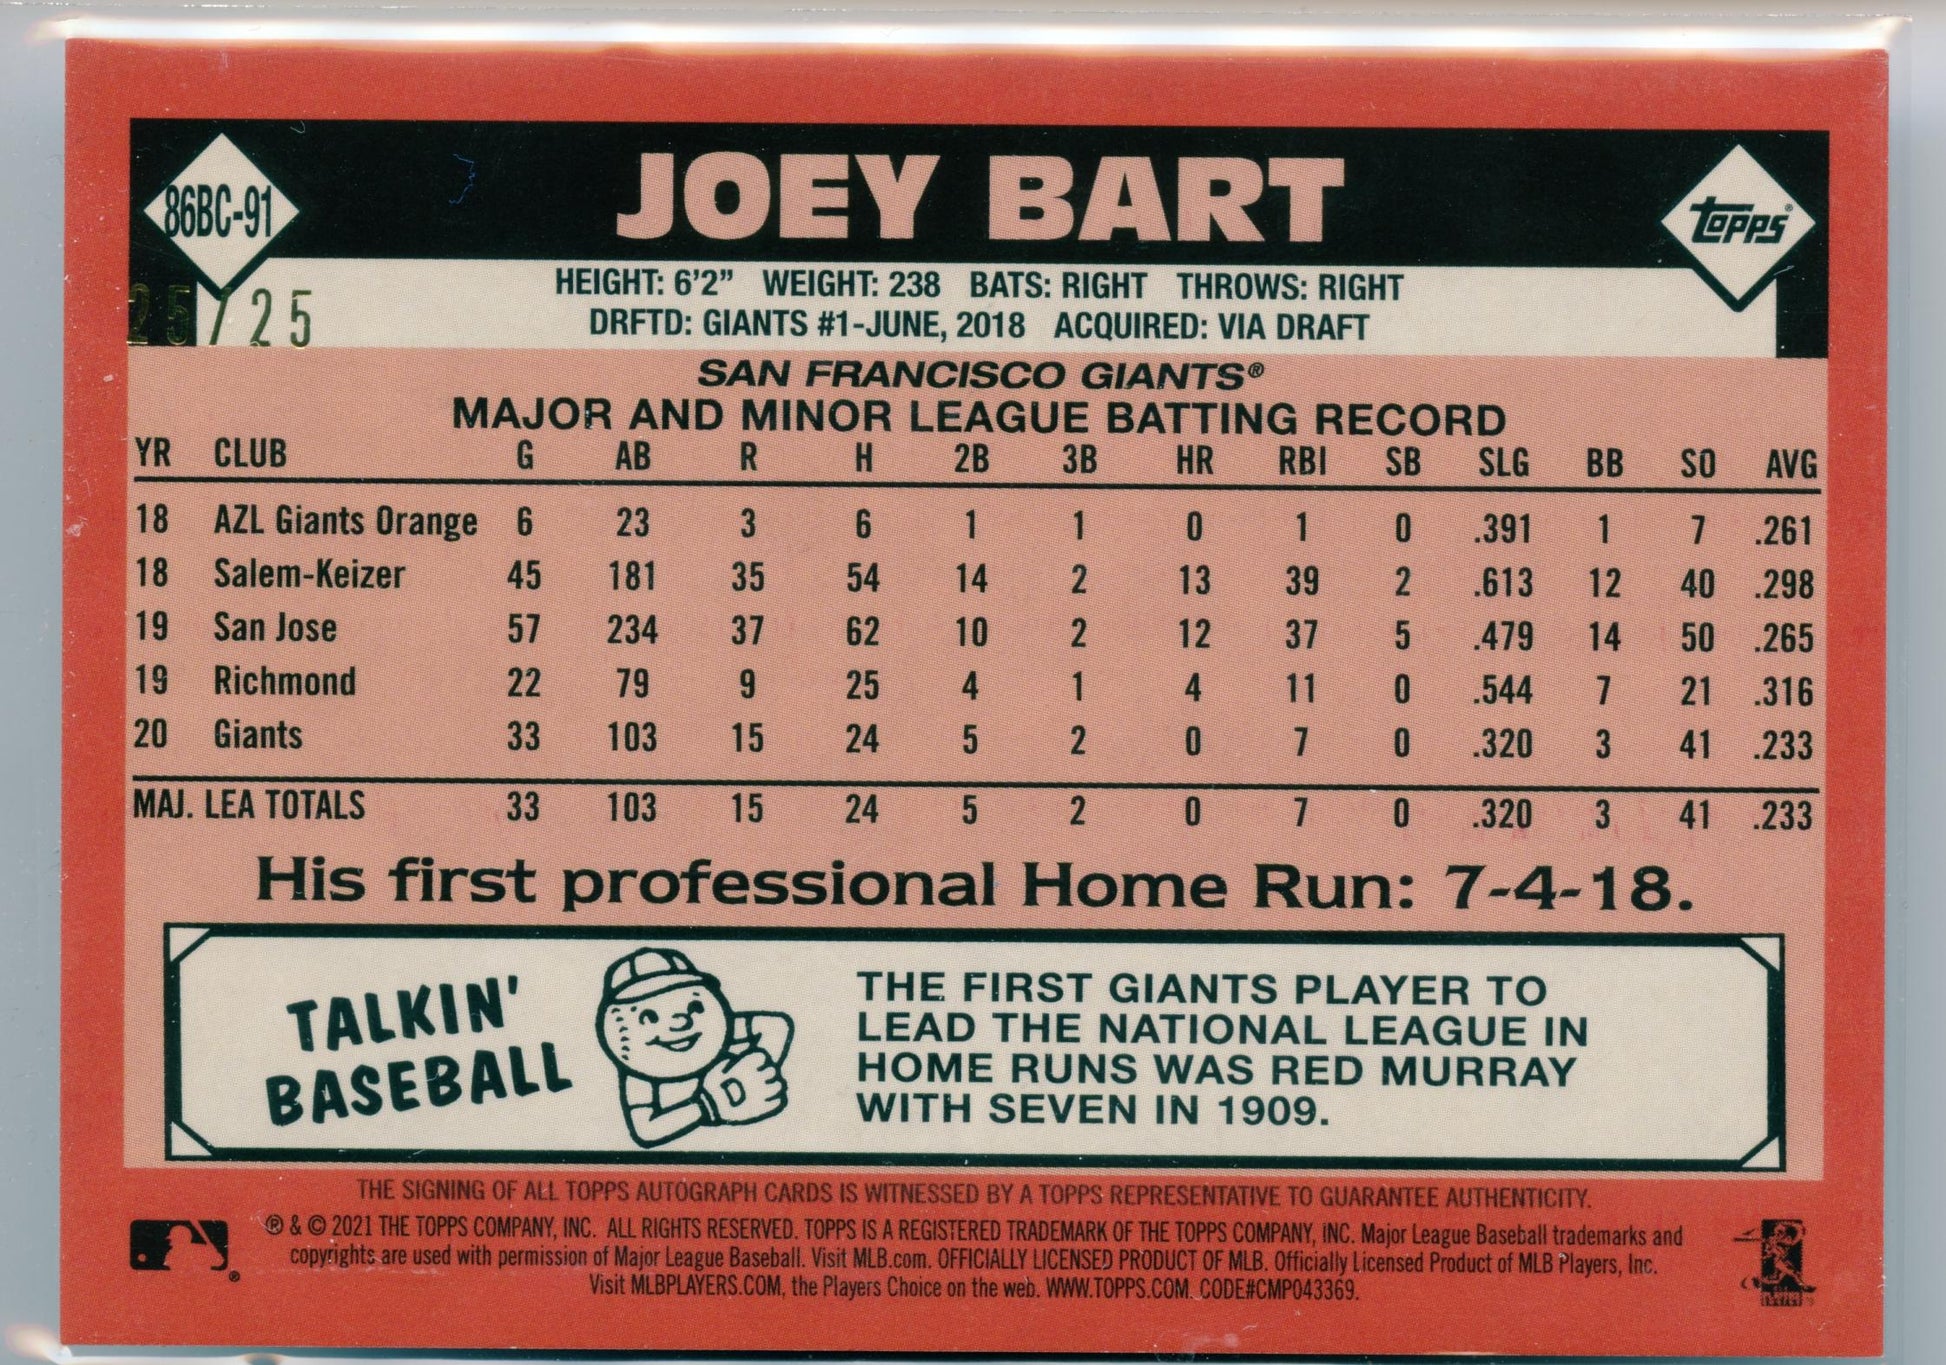 86BC-91
JOEY BART
TOPPS®
25/25
HEIGHT: 6'2" WEIGHT: 238 BATS: RIGHT THROWS: RIGHT
DRFTD: GIANTS #1-JUNE, 2018 ACQUIRED: VIA DRAFT
SAN FRANCISCO GIANTS®
MAJOR AND MINOR LEAGUE BATTING RECORD
YR CLUB G AB R H 2B 3B HR RBI SB SLG BB SO AVG
18 AZL Giants Orange 6 23 3 6 1 1 0 1 0 .391 1 7 .261
18 Salem-Keizer 45 181 35 54 14 2 13 39 2 .613 12 40 .298
19 San Jose 57 234 37 62 10 2 12 37 5 .479 14 50 .265
19 Richmond 22 79 9 25 4 1 4 11 0 .544 7 21 .316
20 Giants 33 103 15 24 5 2 0 7 0 .320 3 41 .233
MAJ. LEA TOTALS 33 103 15 24 5 2 0 7 0 .320 3 41 .233
His first professional Home Run: 7-4-18.
TALKIN'
BASEBALL
D
THE FIRST GIANTS PLAYER TO
LEAD THE NATIONAL LEAGUE IN
HOME RUNS WAS RED MURRAY
WITH SEVEN IN 1909.
THE SIGNING OF ALL TOPPS AUTOGRAPH CARDS IS WITNESSED BY A TOPPS REPRESENTATIVE TO GUARANTEE AUTHENTICITY.
® & © 2021 THE TOPPS COMPANY, INC. ALL RIGHTS RESERVED. TOPPS IS A REGISTERED TRADEMARK OF THE TOPPS COMPANY, INC. Major League Baseball trademarks and
copyrights are used with permission of Major League Baseball. Visit MLB.com. OFFICIALLY LICENSED PRODUCT OF MLB. Officially Licensed Product of MLB Players, Inc.
Visit MLBPLAYERS.COM, the Players Choice on the web. WWW.TOPPS.COM. CODE#CMP043369.